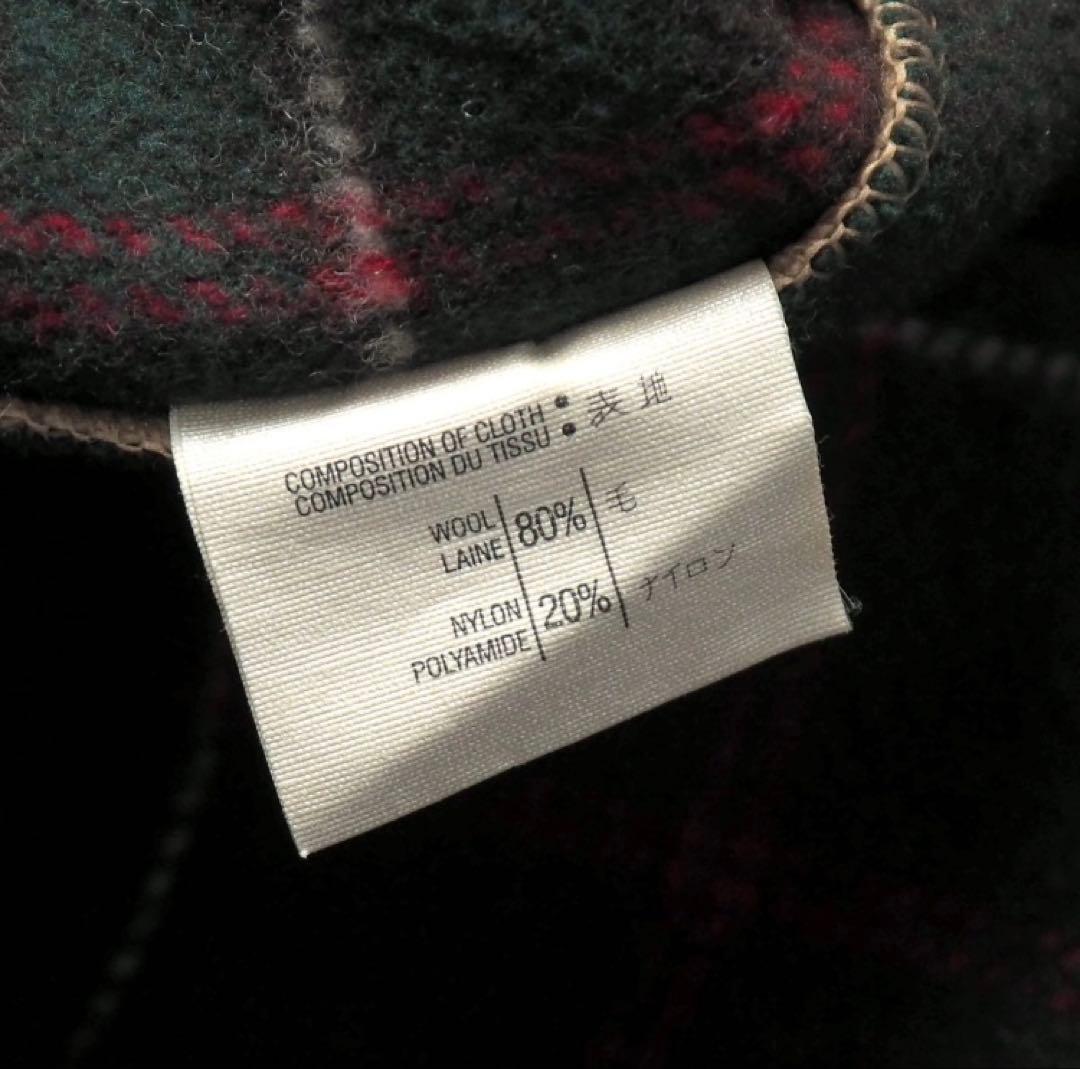 COMPOSITION OF CLOTH : 表地
COMPOSITION DU TISSU :
WOOL 80% 毛
LAINE
NYLON 20% ナイロン
POLYAMIDE